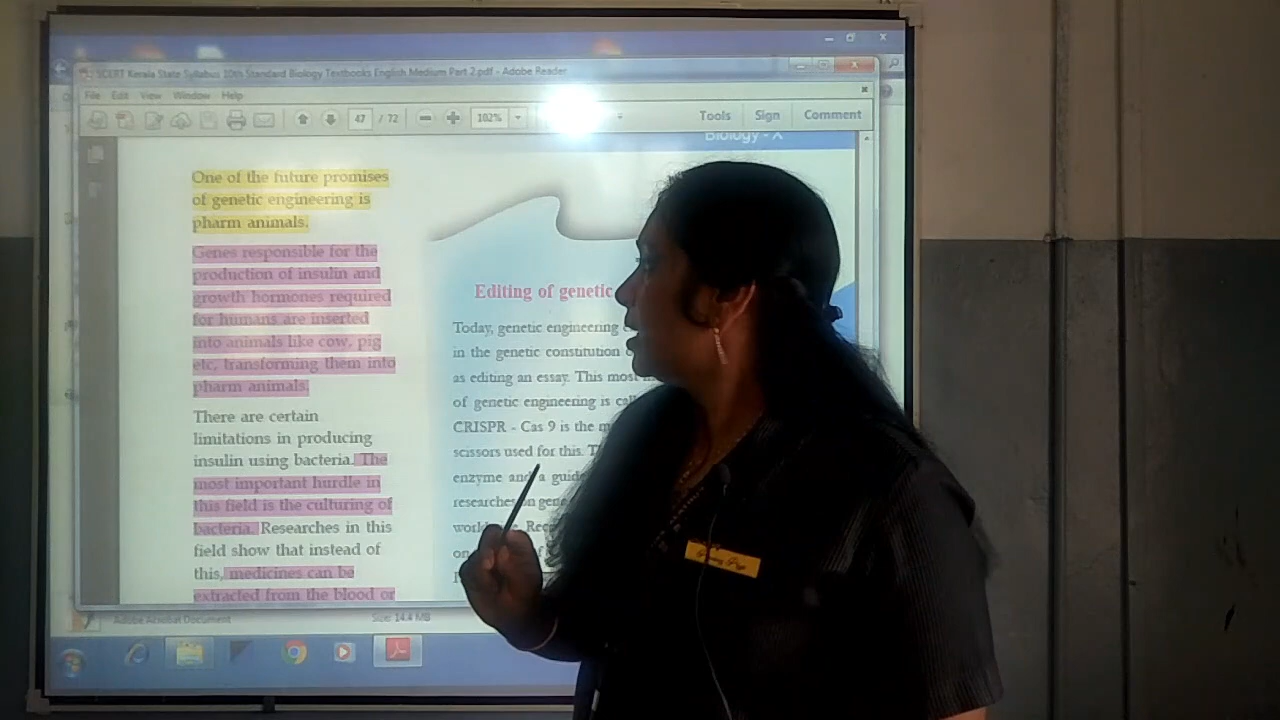 SCERT Kerala State Syllabus 10th Standard Biology Textbooks English Medium Part 2.pdf - Adobe Reader
File Edit View Window Help
47 / 72 102% Tools Sign Comment
Biology - X
One of the future promises
of genetic engineering is
pharm animals.
Genes responsible for the
production of insulin and
growth hormones required
for humans are inserted
into animals like cow, pig
etc, transforming them into
pharm animals.
There are certain
limitations in producing
insulin using bacteria. The
most important hurdle in
this field is the culturing of
bacteria. Researches in this
field show that instead of
this, medicines can be
extracted from the blood or
Editing of genetic
Today, genetic engineering
in the genetic constitution
as editing an essay. This most
of genetic engineering is
CRISPR - Cas 9 is the
scissors used for this.
enzyme and a
researches on
Adobe Acrobat Document Size: 14.4 MB